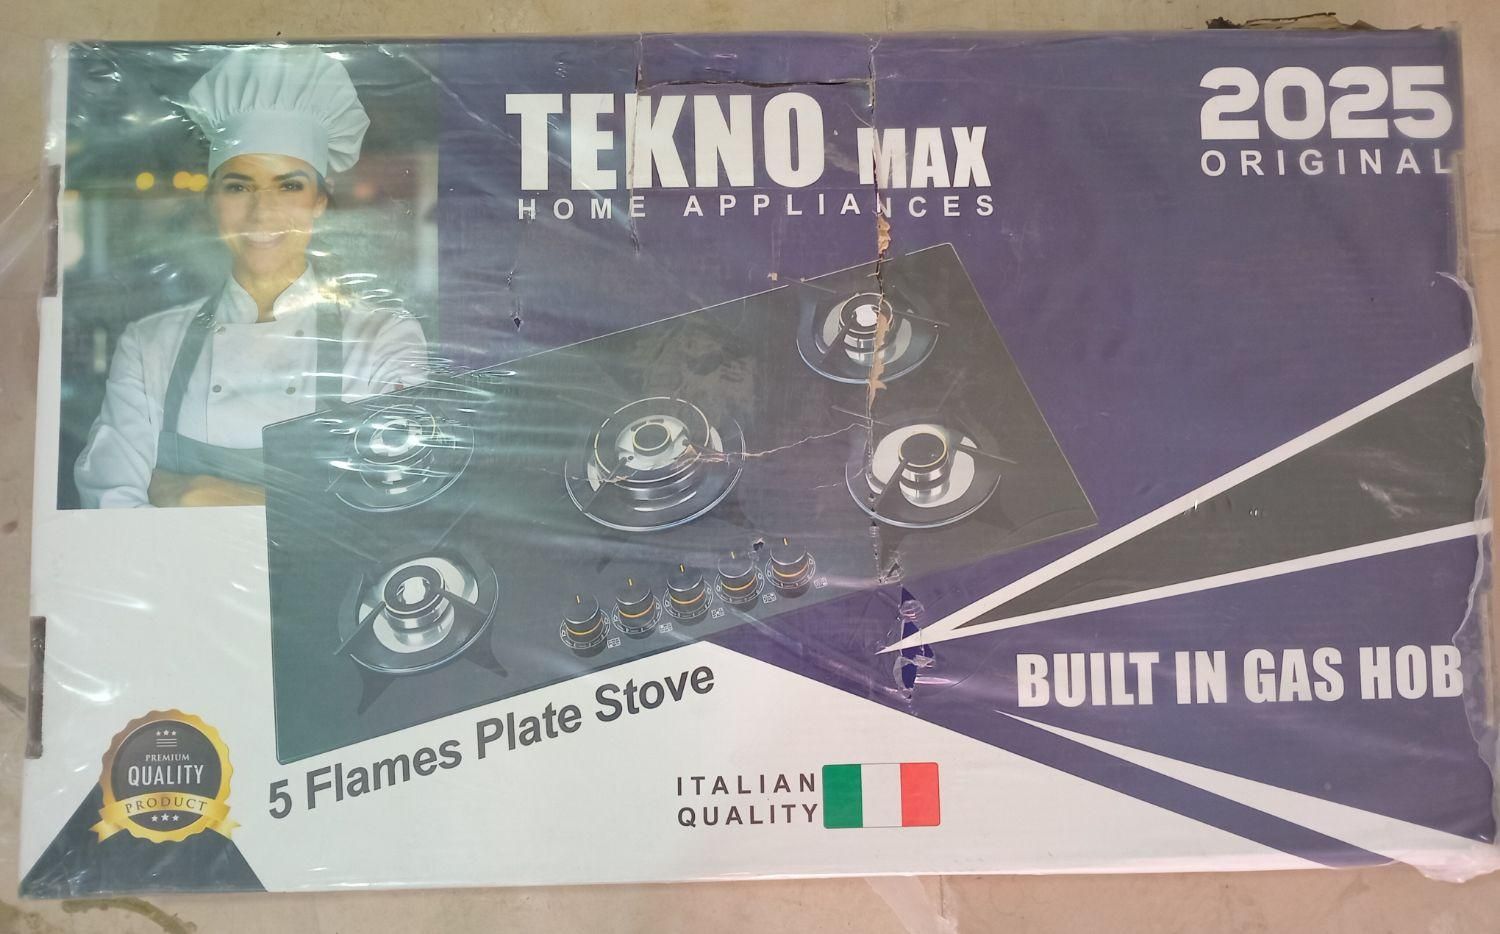 TEKNO MAX
HOME APPLIANCES
2025
ORIGINAL
BUILT IN GAS HOB
5 Flames Plate Stove
ITALIAN
QUALITY
PREMIUM
QUALITY
PRODUCT